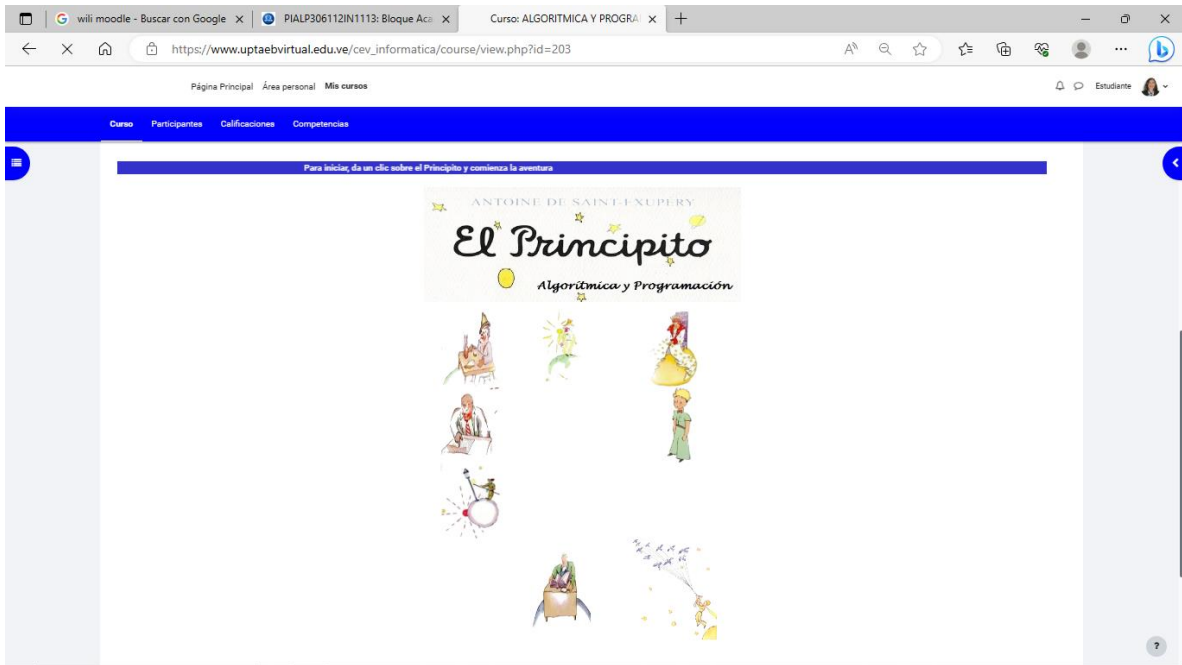 wili moodle - Buscar con Google
PIALP306112IN1113: Bloque Aca
Curso: ALGORITMICA Y PROGRA
https://www.uptaebvirtual.edu.ve/cev_informatica/course/view.php?id=203
Página Principal Área personal Mis cursos
Estudiante
Curso Participantes Calificaciones Competencias
Para iniciar, da un clic sobre el Principito y comienza la aventura
ANTOINE DE SAINT-EXUPERY
El Principito
Algorítmica y Programación
?